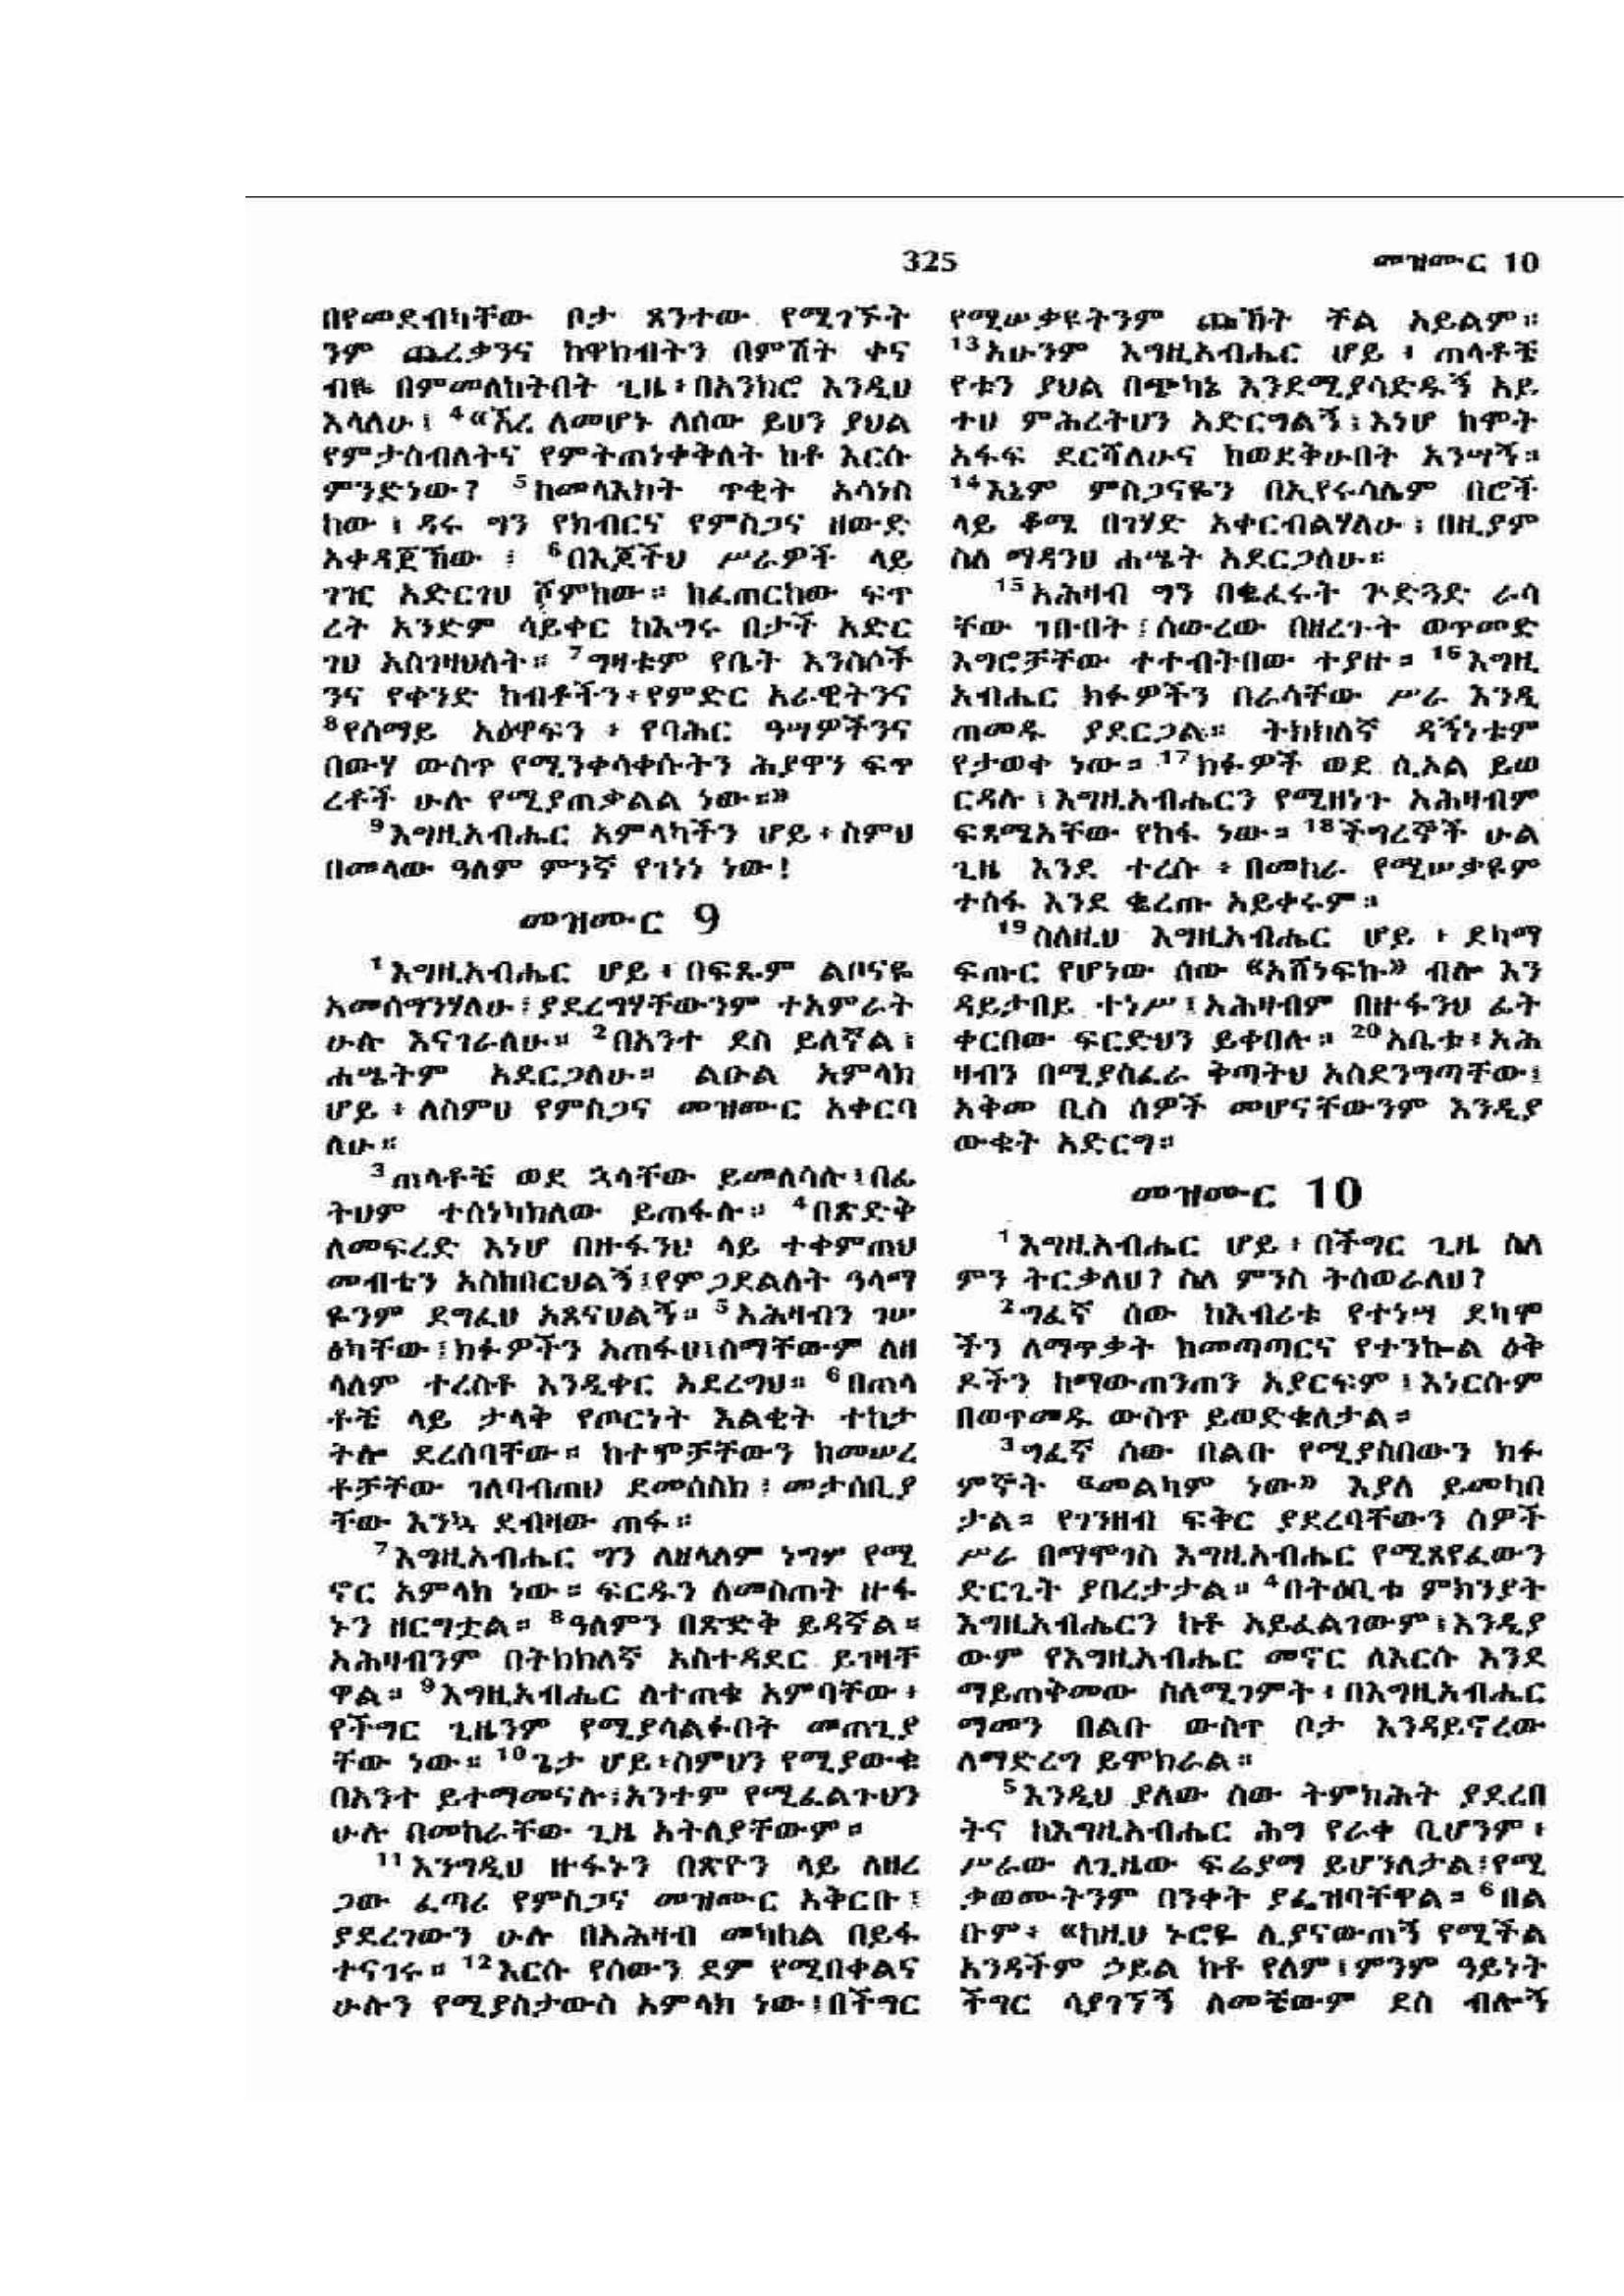 325
መዝሙር 10
በየመደብካቸው ቦታ ጸንተው የሚገኙት
ንም ጨረቃንና ከዋክብትን በምሽት ቀና
ብዬ በምመለከትበት ጊዜ፥በአንክሮ እንዲህ
እላለሁ፤ 4«ኧረ ለመሆኑ ለሰው ይህን ያህል
የምታስብለትና የምትጠነቀቅለት ከቶ እርሱ
ምንድነው? 5ከመላእክት ጥቂት አሳነስ
ከው ፤ ዳሩ ግን የክብርና የምስጋና ዘውድ
አቀዳጀኸው ፤ 6በእጆችህ ሥራዎች ላይ
ገዢ አድርገህ ሾምከው። ከፈጠርከው ፍጥ
ረት አንድም ሳይቀር ከእግሩ በታች አድር
ገህ አስገዛህለት። 7ግዛቱም የቤት እንስሶች
ንና የቀንድ ከብቶችን፥የምድር አራዊትንና
8የሰማይ አዕዋፍን ፥ የባሕር ዓሣዎችንና
በውሃ ውስጥ የሚንቀሳቀሱትን ሕያዋን ፍጥ
ረቶች ሁሉ የሚያጠቃልል ነው።»
9እግዚአብሔር አምላካችን ሆይ፥ስምህ
በመላው ዓለም ምንኛ የገነነ ነው!
መዝሙር 9
1እግዚአብሔር ሆይ፥በፍጹም ልቦናዬ
አመሰግንሃለሁ፤ያደረግሃቸውንም ተአምራት
ሁሉ እናገራለሁ። 2በአንተ ደስ ይለኛል፤
ሐሤትም አደርጋለሁ። ልዑል አምላክ
ሆይ ፥ ለስምህ የምስጋና መዝሙር አቀርባ
ለሁ።
3ጠላቶቼ ወደ ኋላቸው ይመለሳሉ፤በፊ
ትህም ተሰነካክለው ይጠፋሉ። 4በጽድቅ
ለመፍረድ እነሆ በዙፋንህ ላይ ተቀምጠህ
መብቴን አስከበርህልኝ፤የምጋደልለት ዓላማ
ዬንም ደግፈህ አጸናህልኝ። 5አሕዛብን ገሠ
ፅካቸው፤ክፉዎችን አጠፋህ፤ስማቸውም ለዘ
ላለም ተረስቶ እንዲቀር አደረግህ። 6በጠላ
ቶቼ ላይ ታላቅ የጦርነት እልቂት ተከታ
ትሎ ደረሰባቸው። ከተሞቻቸውን ከመሠረ
ቶቻቸው ገለባብጠህ ደመሰስክ፤መታሰቢያ
ቸው እንኳ ደብዛው ጠፋ።
7እግዚአብሔር ግን ለዘላለም ነግሦ የሚ
ኖር አምላክ ነው። ፍርዱን ለመስጠት ዙፋ
ኑን ዘርግቷል። 8ዓለምን በጽድቅ ይዳኛል።
አሕዛብንም በትክክለኛ አስተዳደር ይገዛቸ
ዋል። 9እግዚአብሔር ለተጠቁ አምባቸው፥
የችግር ጊዜንም የሚያሳልፉበት መጠጊያ
ቸው ነው። 10ጌታ ሆይ፥ስምህን የሚያውቁ
በአንተ ይተማመናሉ፤አንተም የሚፈልጉህን
ሁሉ በመከራቸው ጊዜ አትለያቸውም።
11እንግዲህ ዙፋኑን በጽዮን ላይ ለዘረ
ጋው ፈጣሪ የምስጋና መዝሙር አቅርቡ፤
ያደረገውን ሁሉ በአሕዛብ መካከል በይፋ
ተናገሩ። 12እርሱ የሰውን ደም የሚበቀልና
ሁሉን የሚያስታውስ አምላክ ነው፤በችግር
የሚሠቃዩትንም ጩኸት ችል አይልም።
13አሁንም እግዚአብሔር ሆይ ፥ ጠላቶቼ
የቱን ያህል በጭካኔ እንደሚያሳድዱኝ አይ
ተህ ምሕረትህን አድርግልኝ፤እነሆ ከሞት
አፋፍ ደርሻለሁና ከወደቅሁበት አንሣኝ።
14እኔም ምስጋናዬን በኢየሩሳሌም በሮች
ላይ ቆሜ በገሃድ አቀርብልሃለሁ፤በዚያም
ስለ ማዳንህ ሐሤት አደርጋለሁ።
15አሕዛብ ግን በቈፈሩት ጒድጓድ ራሳ
ቸው ገቡበት፤ሰውረው በዘረጉት ወጥመድ
እግሮቻቸው ተተብትበው ተያዙ። 16እግዚ
አብሔር ክፉዎችን በራሳቸው ሥራ እንዲ
ጠመዱ ያደርጋል። ትክክለኛ ዳኝነቱም
የታወቀ ነው። 17ክፉዎች ወደ ሲኦል ይወ
ርዳሉ፤እግዚአብሔርን የሚዘነጉ አሕዛብም
ፍጻሜአቸው የከፋ ነው። 18ችግረኞች ሁል
ጊዜ እንደ ተረሱ ፥ በመከራ የሚሠቃዩም
ተስፋ እንደ ቈረጡ አይቀሩም።
19ስለዚህ እግዚአብሔር ሆይ ፥ ደካማ
ፍጡር የሆነው ሰው «አሸነፍኩ» ብሎ እን
ዳይታበይ ተነሥ፤አሕዛብም በዙፋንህ ፊት
ቀርበው ፍርድህን ይቀበሉ። 20አቤቱ፥አሕ
ዛብን በሚያስፈራ ቅጣትህ አስደንግጣቸው፤
አቅመ ቢስ ሰዎች መሆናቸውንም እንዲያ
ውቁት አድርግ።
መዝሙር 10
1እግዚአብሔር ሆይ፥በችግር ጊዜ ስለ
ምን ትርቃለህ? ስለ ምንስ ትሰወራለህ?
2ግፈኛ ሰው ከእብሪቱ የተነሣ ደካሞ
ችን ለማጥቃት ከመጣጣርና የተንኰል ዕቅ
ዶችን ከማውጠንጠን አያርፍም፤እነርሱም
በወጥመዱ ውስጥ ይወድቁለታል።
3ግፈኛ ሰው በልቡ የሚያስበውን ክፉ
ምኞት «መልካም ነው» እያለ ይመካበ
ታል። የገንዘብ ፍቅር ያደረባቸውን ሰዎች
ሥራ በማሞገስ እግዚአብሔር የሚጸየፈውን
ድርጊት ያበረታታል። 4በትዕቢቱ ምክንያት
እግዚአብሔርን ከቶ አይፈልገውም፤እንዲያ
ውም የእግዚአብሔር መኖር ለእርሱ እንደ
ማይጠቅመው ስለሚገምት፥በእግዚአብሔር
ማመን በልቡ ውስጥ ቦታ እንዳይኖረው
ለማድረግ ይሞክራል።
5እንዲህ ያለው ሰው ትምክሕት ያደረበ
ትና ከእግዚአብሔር ሕግ የራቀ ቢሆንም፥
ሥራው ለጊዜው ፍሬያማ ይሆንለታል፤የሚ
ቃወሙትንም በንቀት ያፌዝባቸዋል። 6በል
ቡም፥ «ከዚህ ኑሮዬ ሊያናውጠኝ የሚችል
አንዳችም ኃይል ከቶ የለም፤ምንም ዓይነት
ችግር ሳያገኘኝ ለመቼውም ደስ ብሎኝ